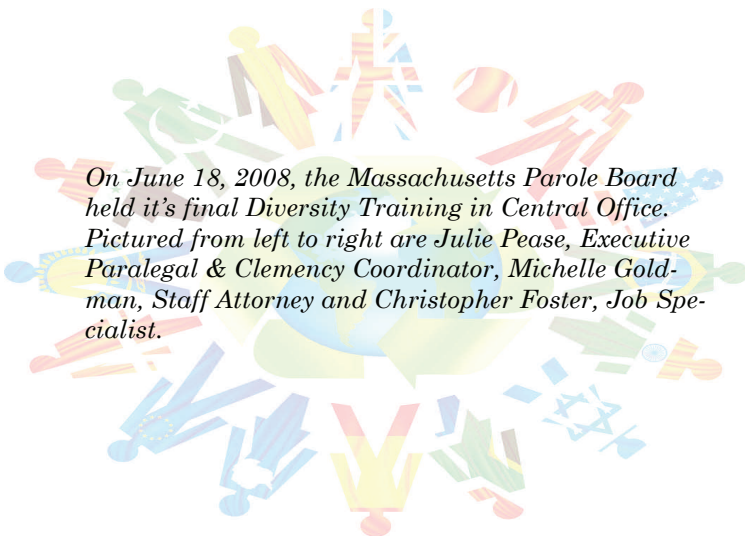 On June 18, 2008, the Massachusetts Parole Board
held it's final Diversity Training in Central Office.
Pictured from left to right are Julie Pease, Executive
Paralegal & Clemency Coordinator, Michelle Gold-
man, Staff Attorney and Christopher Foster, Job Spe-
cialist.